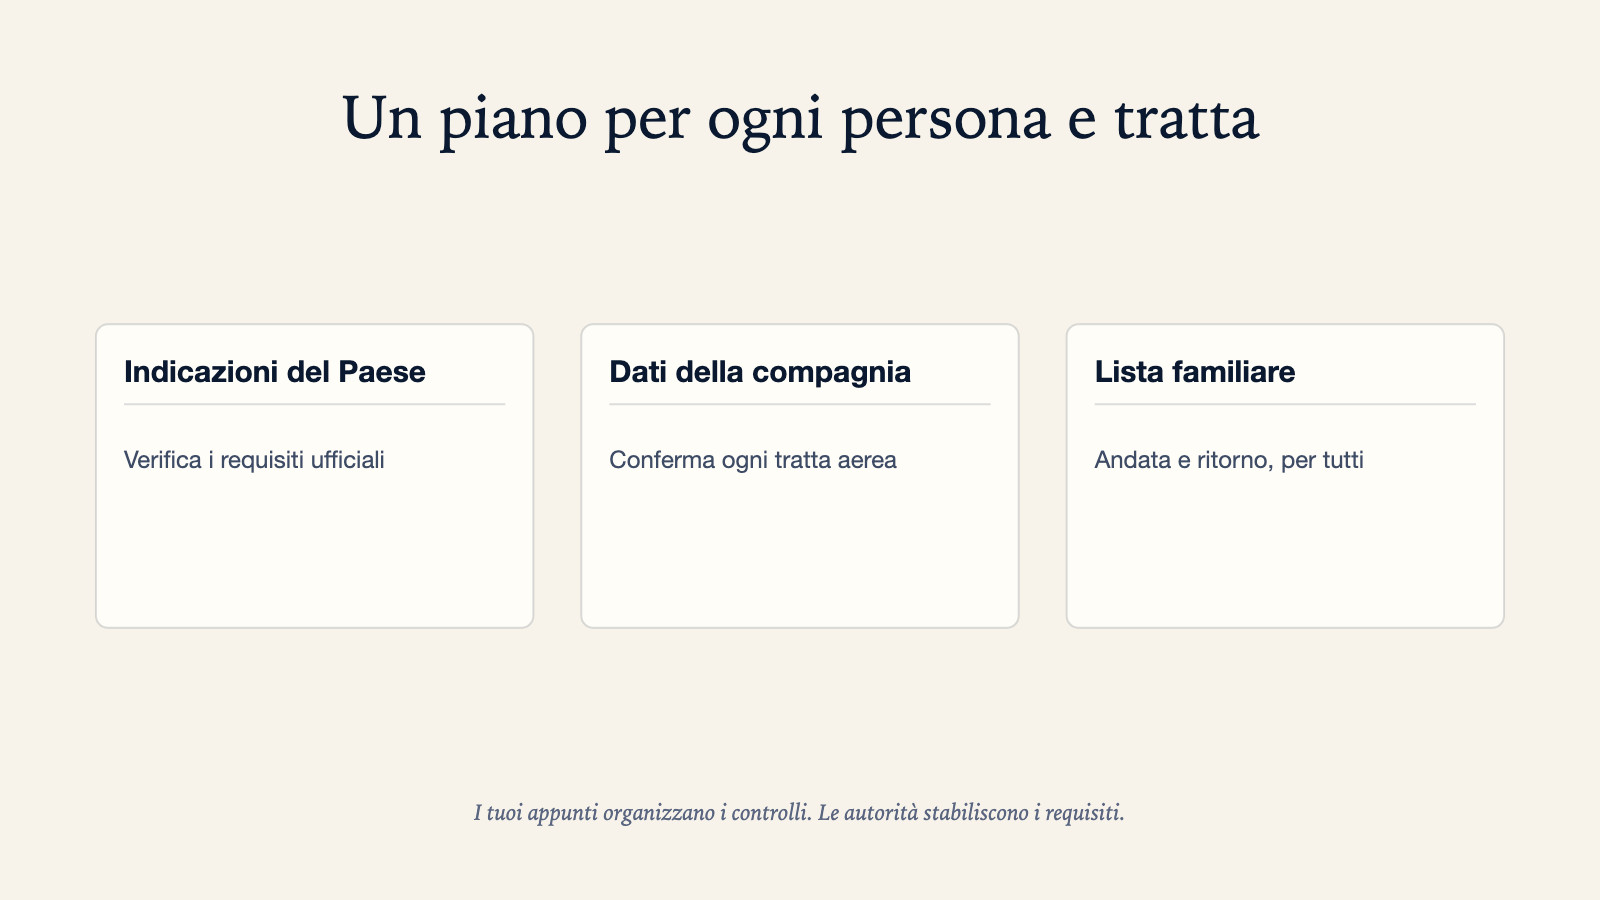 Un piano per ogni persona e tratta
Indicazioni del Paese
Verifica i requisiti ufficiali
Dati della compagnia
Conferma ogni tratta aerea
Lista familiare
Andata e ritorno, per tutti
I tuoi appunti organizzano i controlli. Le autorità stabiliscono i requisiti.